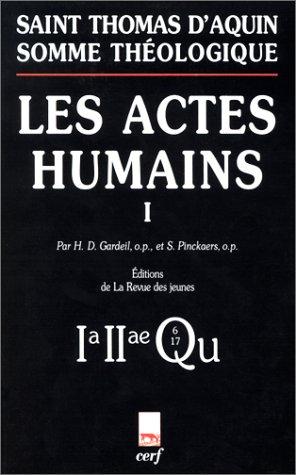 SAINT THOMAS D'AQUIN
SOMME THÉOLOGIQUE
LES ACTES
HUMAINS
I
Par H. D. Gardeil, o.p., et S. Pinckaers, o.p.
Éditions
de La Revue des jeunes
Ia IIae Qu 6 17
cerf